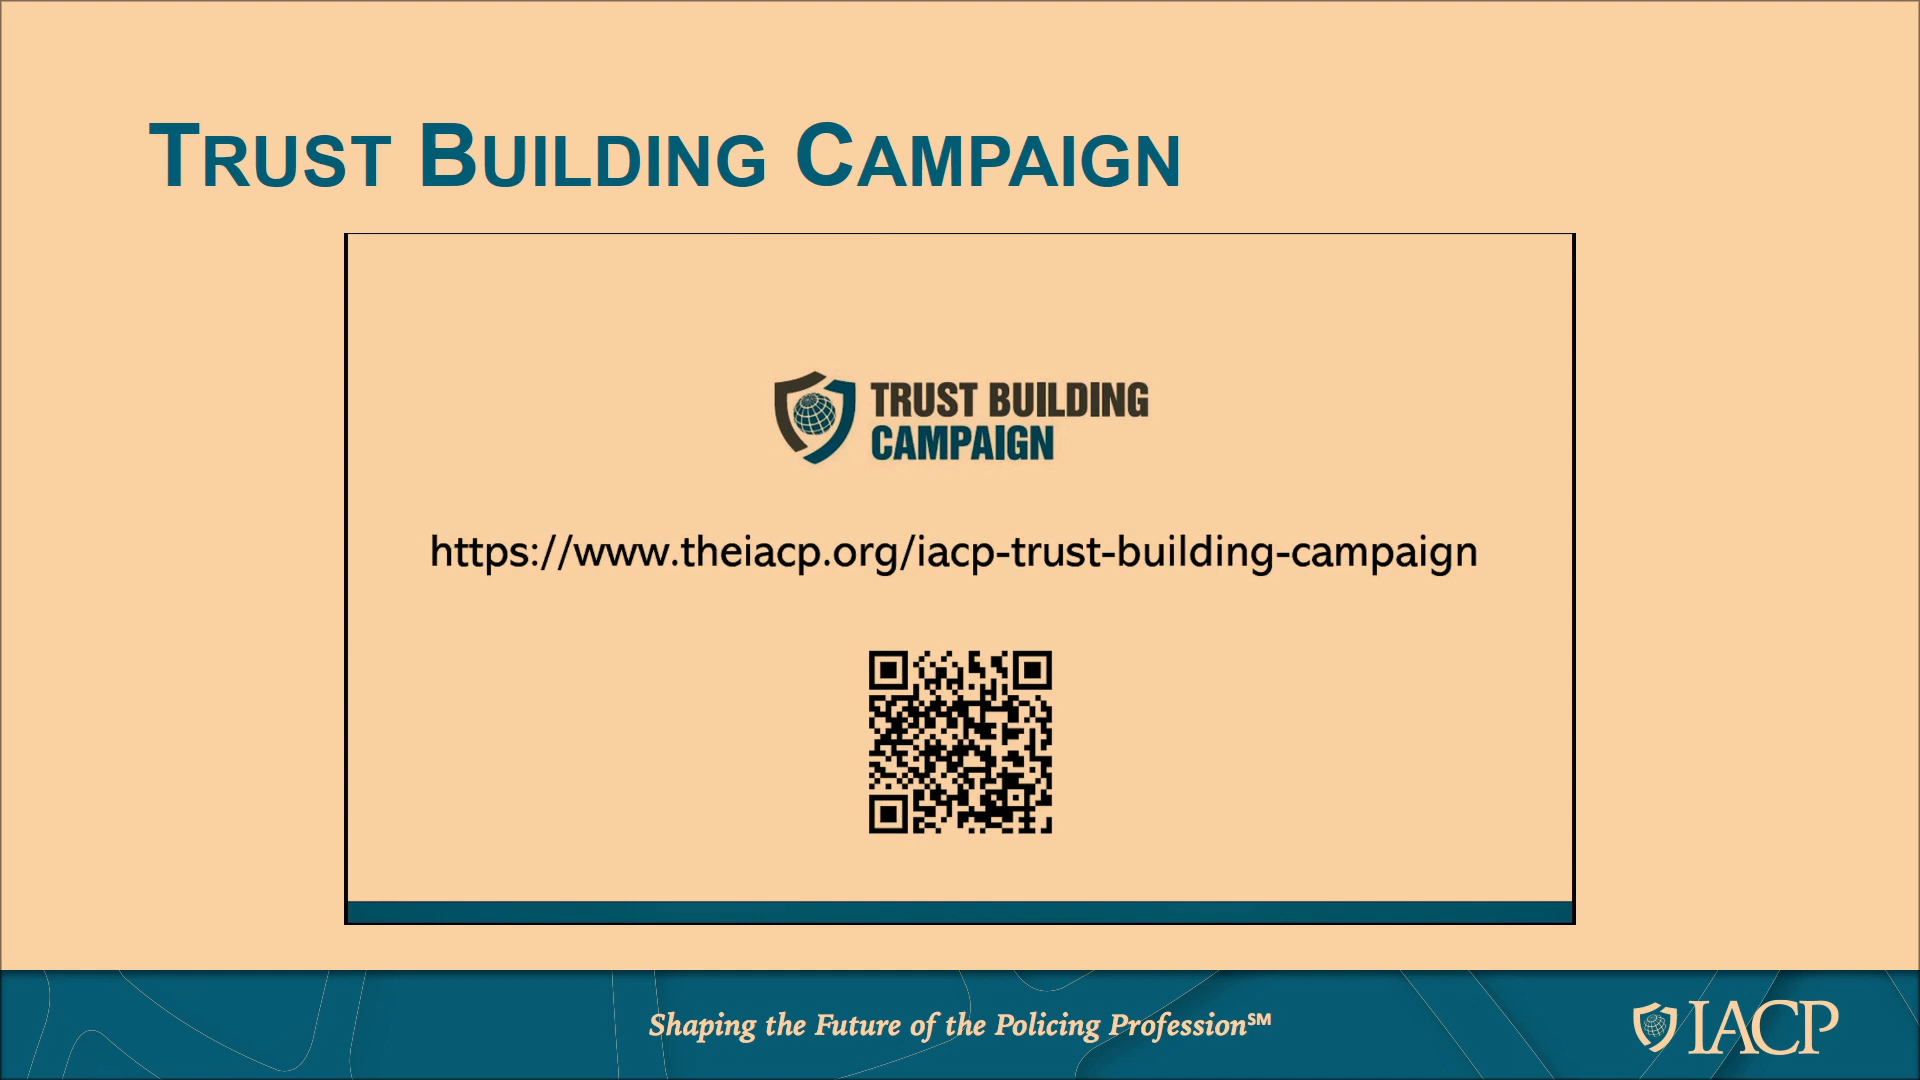 TRUST BUILDING CAMPAIGN
TRUST BUILDING
CAMPAIGN
https://www.theiacp.org/iacp-trust-building-campaign
Shaping the Future of the Policing Profession℠
IACP